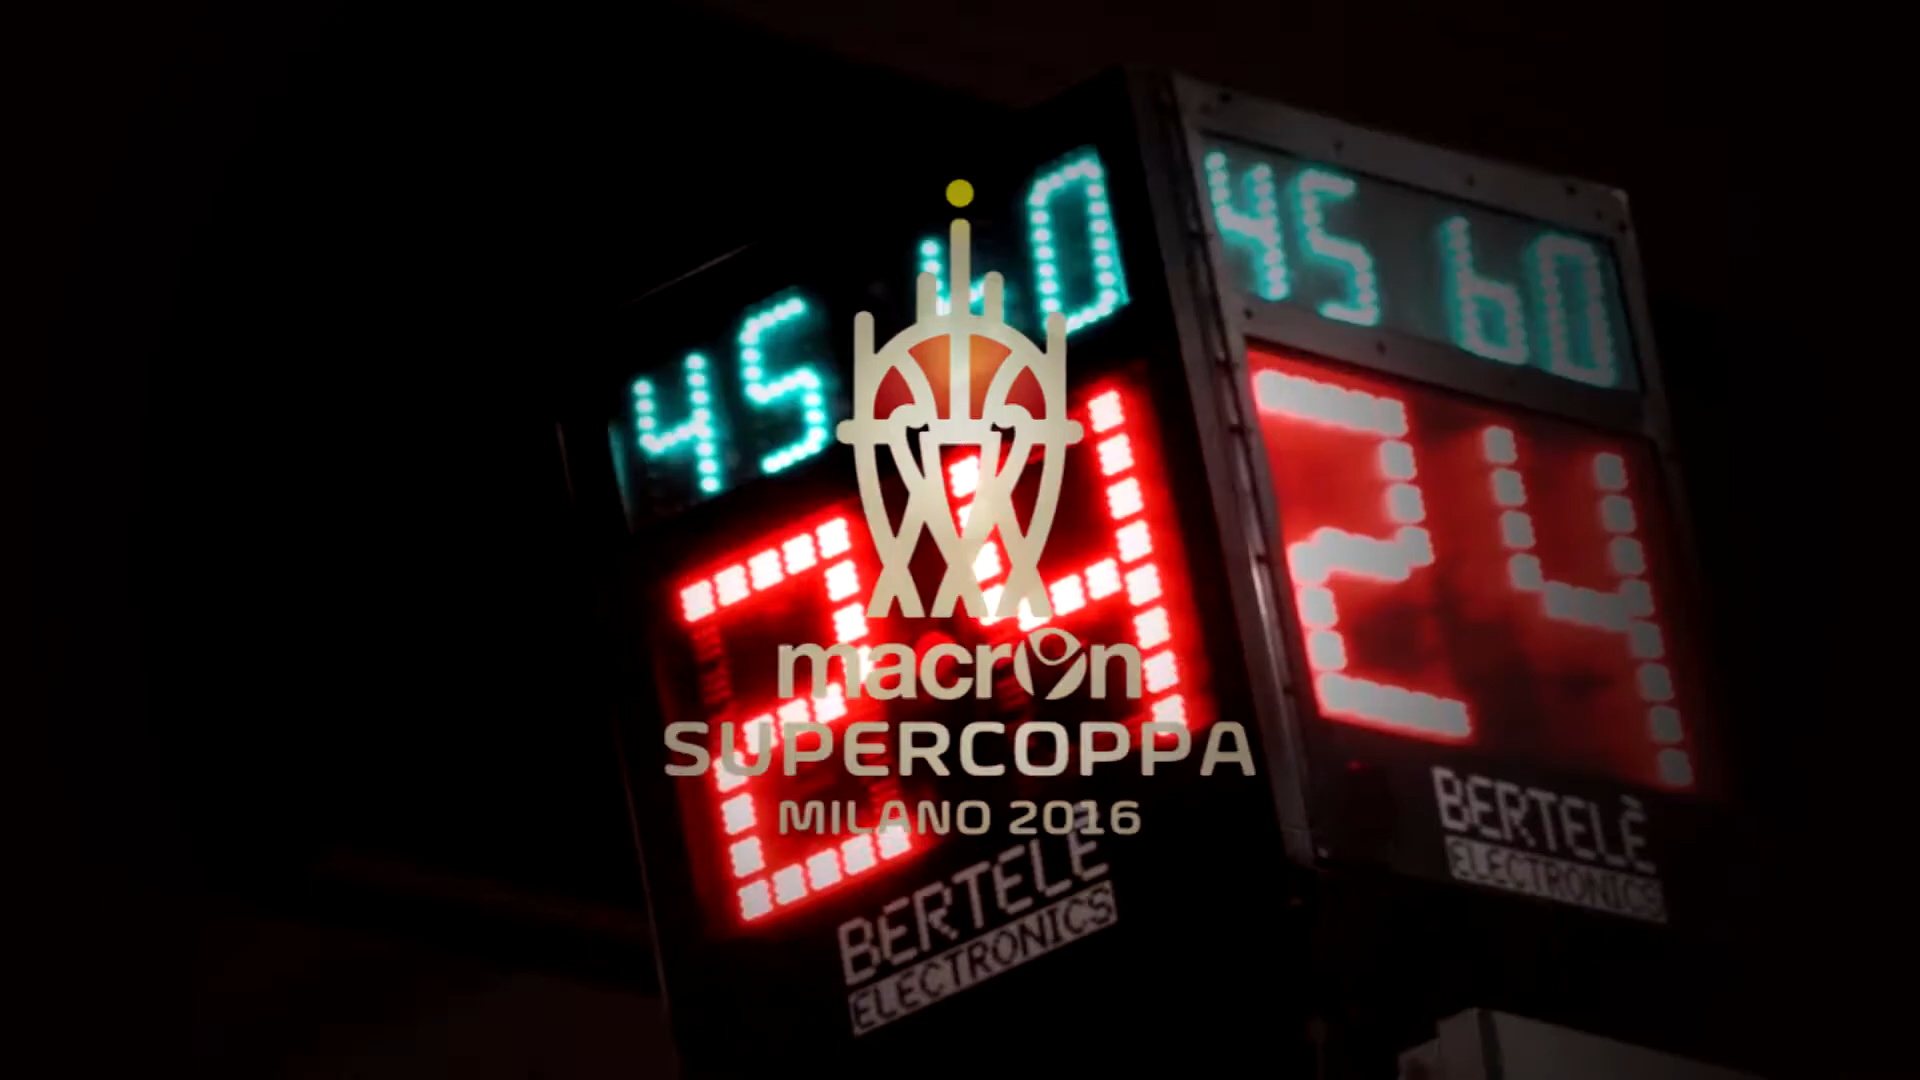 45 60
24
BERTELÈ
ELECTRONICS
45 60
24
BERTELÈ
ELECTRONICS
macron
SUPERCOPPA
MILANO 2016